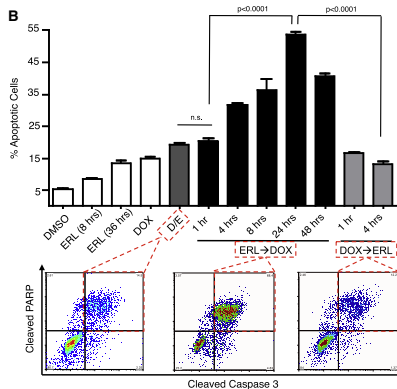 B
p<0.0001
p<0.0001
n.s.
% Apoptotic Cells
55
45
35
25
15
5
DMSO
ERL (8 hrs)
ERL (36 hrs)
DOX
D/E
1 hr
4 hrs
8 hrs
24 hrs
48 hrs
1 hr
4 hrs
ERL→DOX
DOX→ERL
Cleaved PARP
Cleaved Caspase 3